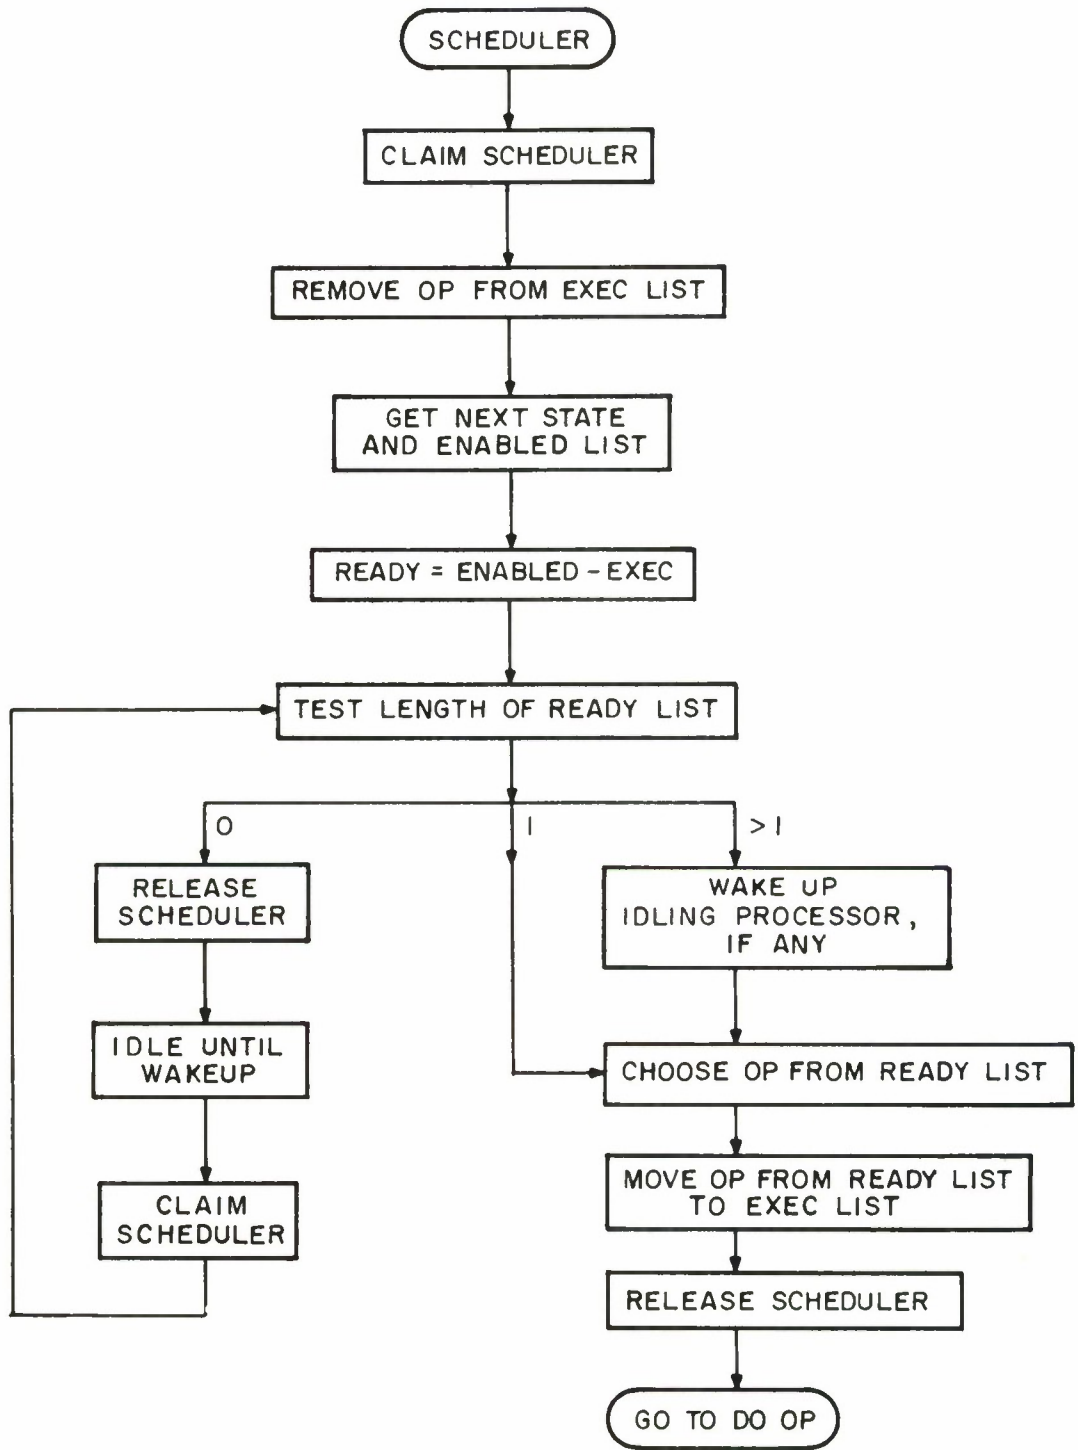 SCHEDULER
CLAIM SCHEDULER
REMOVE OP FROM EXEC LIST
GET NEXT STATE
AND ENABLED LIST
READY = ENABLED - EXEC
TEST LENGTH OF READY LIST
0
1
>1
RELEASE
SCHEDULER
WAKE UP
IDLING PROCESSOR,
IF ANY
IDLE UNTIL
WAKEUP
CHOOSE OP FROM READY LIST
CLAIM
SCHEDULER
MOVE OP FROM READY LIST
TO EXEC LIST
RELEASE SCHEDULER
GO TO DO OP